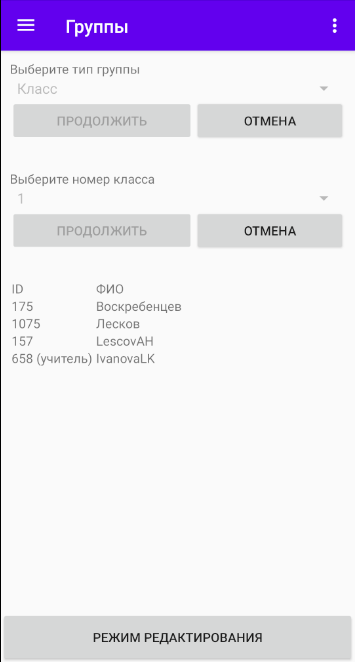 Группы
Выберите тип группы
Класс
ПРОДОЛЖИТЬ ОТМЕНА
Выберите номер класса
1
ПРОДОЛЖИТЬ ОТМЕНА
ID ФИО
175 Воскребенцев
1075 Лесков
157 LescovAH
658 (учитель) IvanovaLK
РЕЖИМ РЕДАКТИРОВАНИЯ